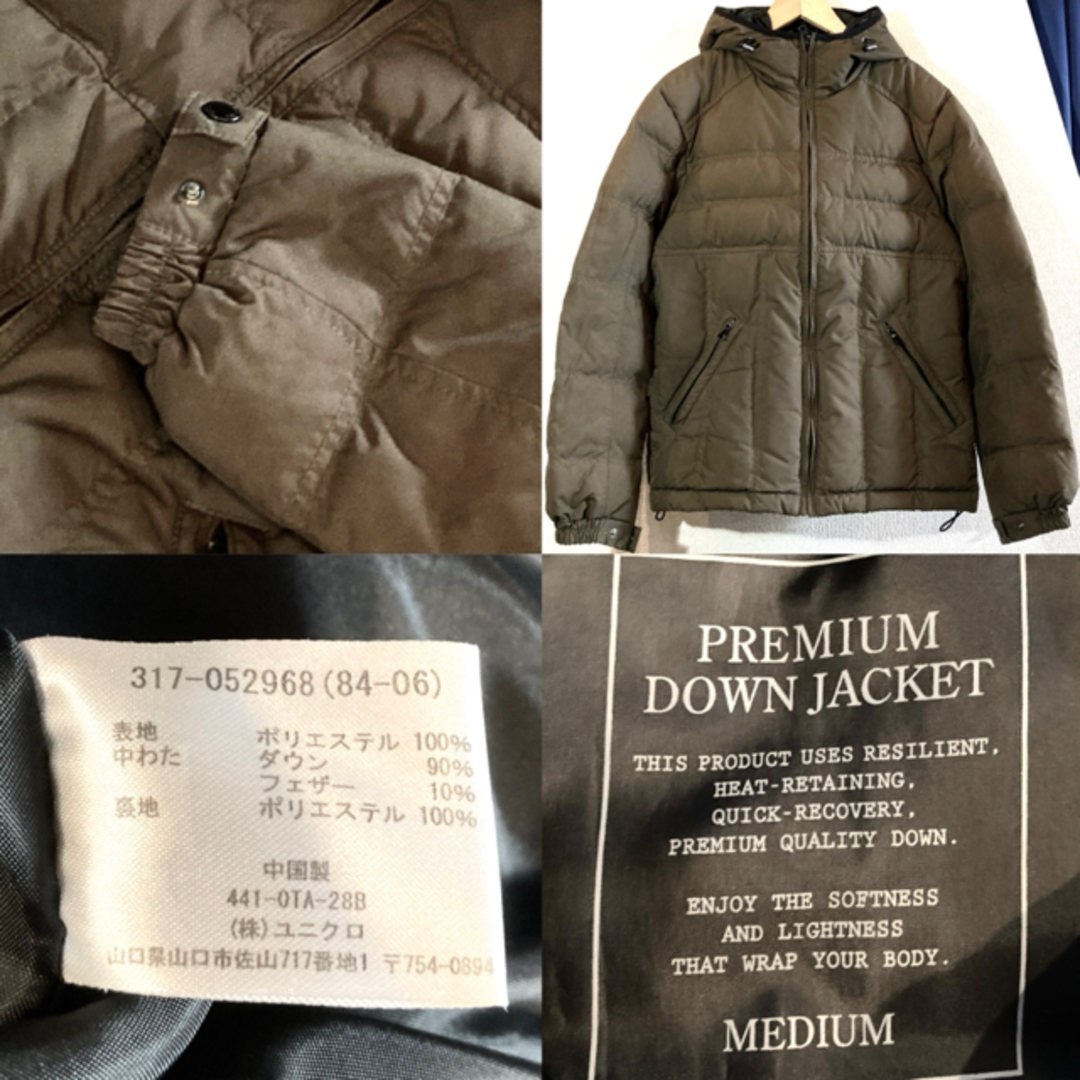 317-052968(84-06)
表地 ポリエステル 100%
中わた ダウン 90%
フェザー 10%
裏地 ポリエステル 100%
中国製
441-0TA-28B
(株)ユニクロ
山口県山口市佐山717番地1 〒754-0894
PREMIUM
DOWN JACKET
THIS PRODUCT USES RESILIENT,
HEAT-RETAINING,
QUICK-RECOVERY,
PREMIUM QUALITY DOWN.
ENJOY THE SOFTNESS
AND LIGHTNESS
THAT WRAP YOUR BODY.
MEDIUM